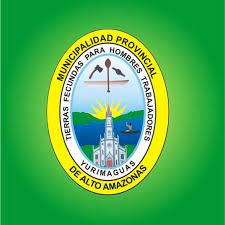 MUNICIPALIDAD PROVINCIAL
TIERRAS FECUNDAS PARA HOMBRES TRABAJADORES
YURIMAGUAS
DE ALTO AMAZONAS